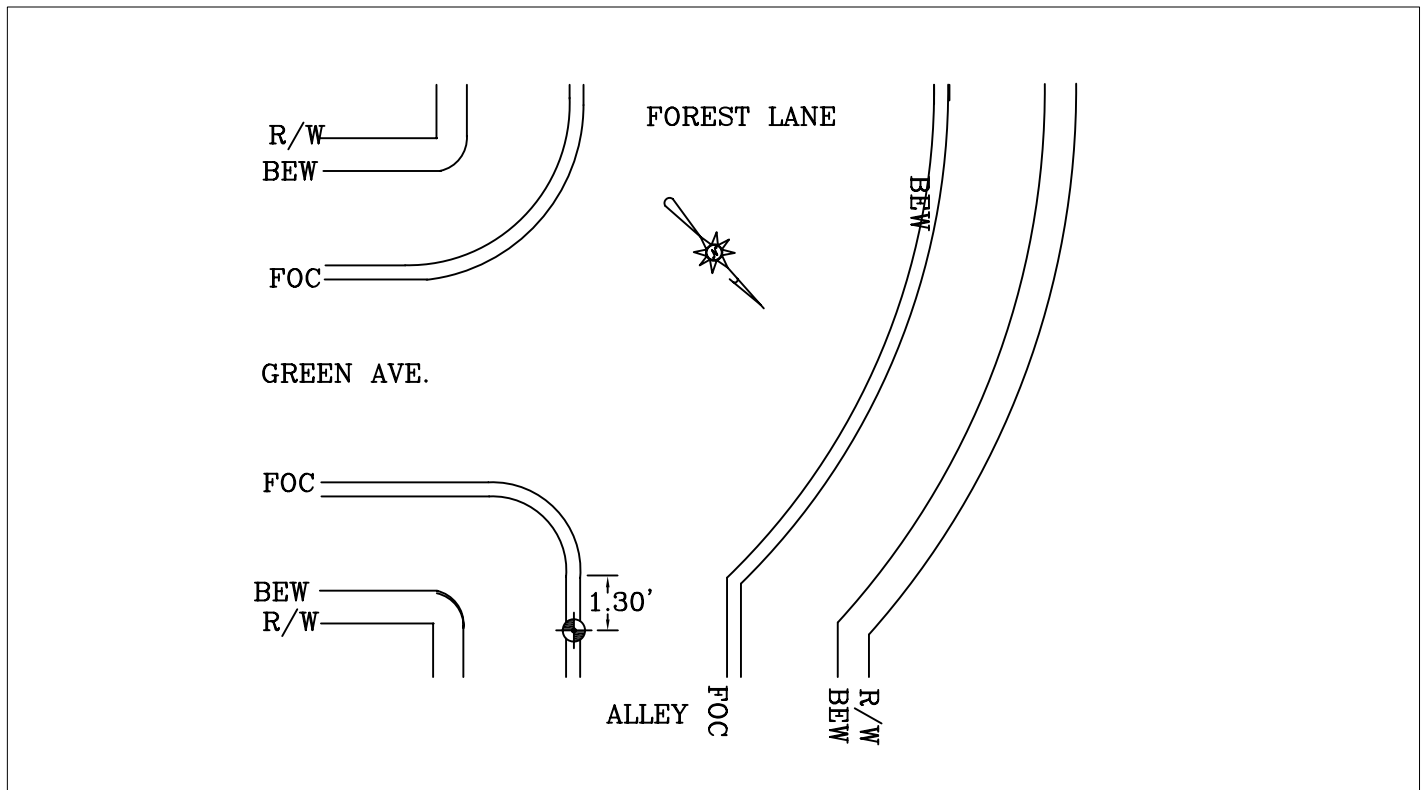 FOREST LANE
R/W
BEW
BEW
FOC
GREEN AVE.
FOC
BEW
1.30'
R/W
FOC
R/W
BEW
ALLEY